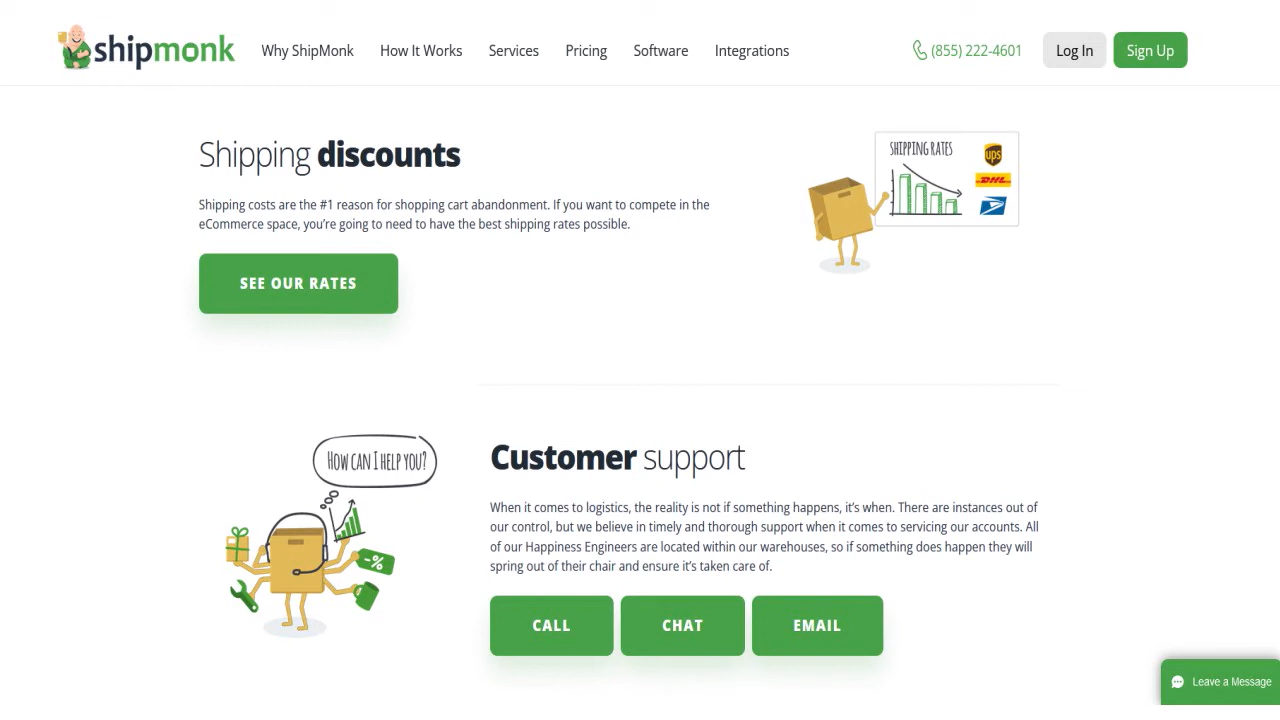 shipmonk
Why ShipMonk
How It Works
Services
Pricing
Software
Integrations
(855) 222-4601
Log In
Sign Up
Shipping discounts
Shipping costs are the #1 reason for shopping cart abandonment. If you want to compete in the
eCommerce space, you’re going to need to have the best shipping rates possible.
SEE OUR RATES
SHIPPING RATES
ups
DHL
HOW CAN I HELP YOU?
-%
Customer support
When it comes to logistics, the reality is not if something happens, it’s when. There are instances out of
our control, but we believe in timely and thorough support when it comes to servicing our accounts. All
of our Happiness Engineers are located within our warehouses, so if something does happen they will
spring out of their chair and ensure it’s taken care of.
CALL
CHAT
EMAIL
Leave a Message